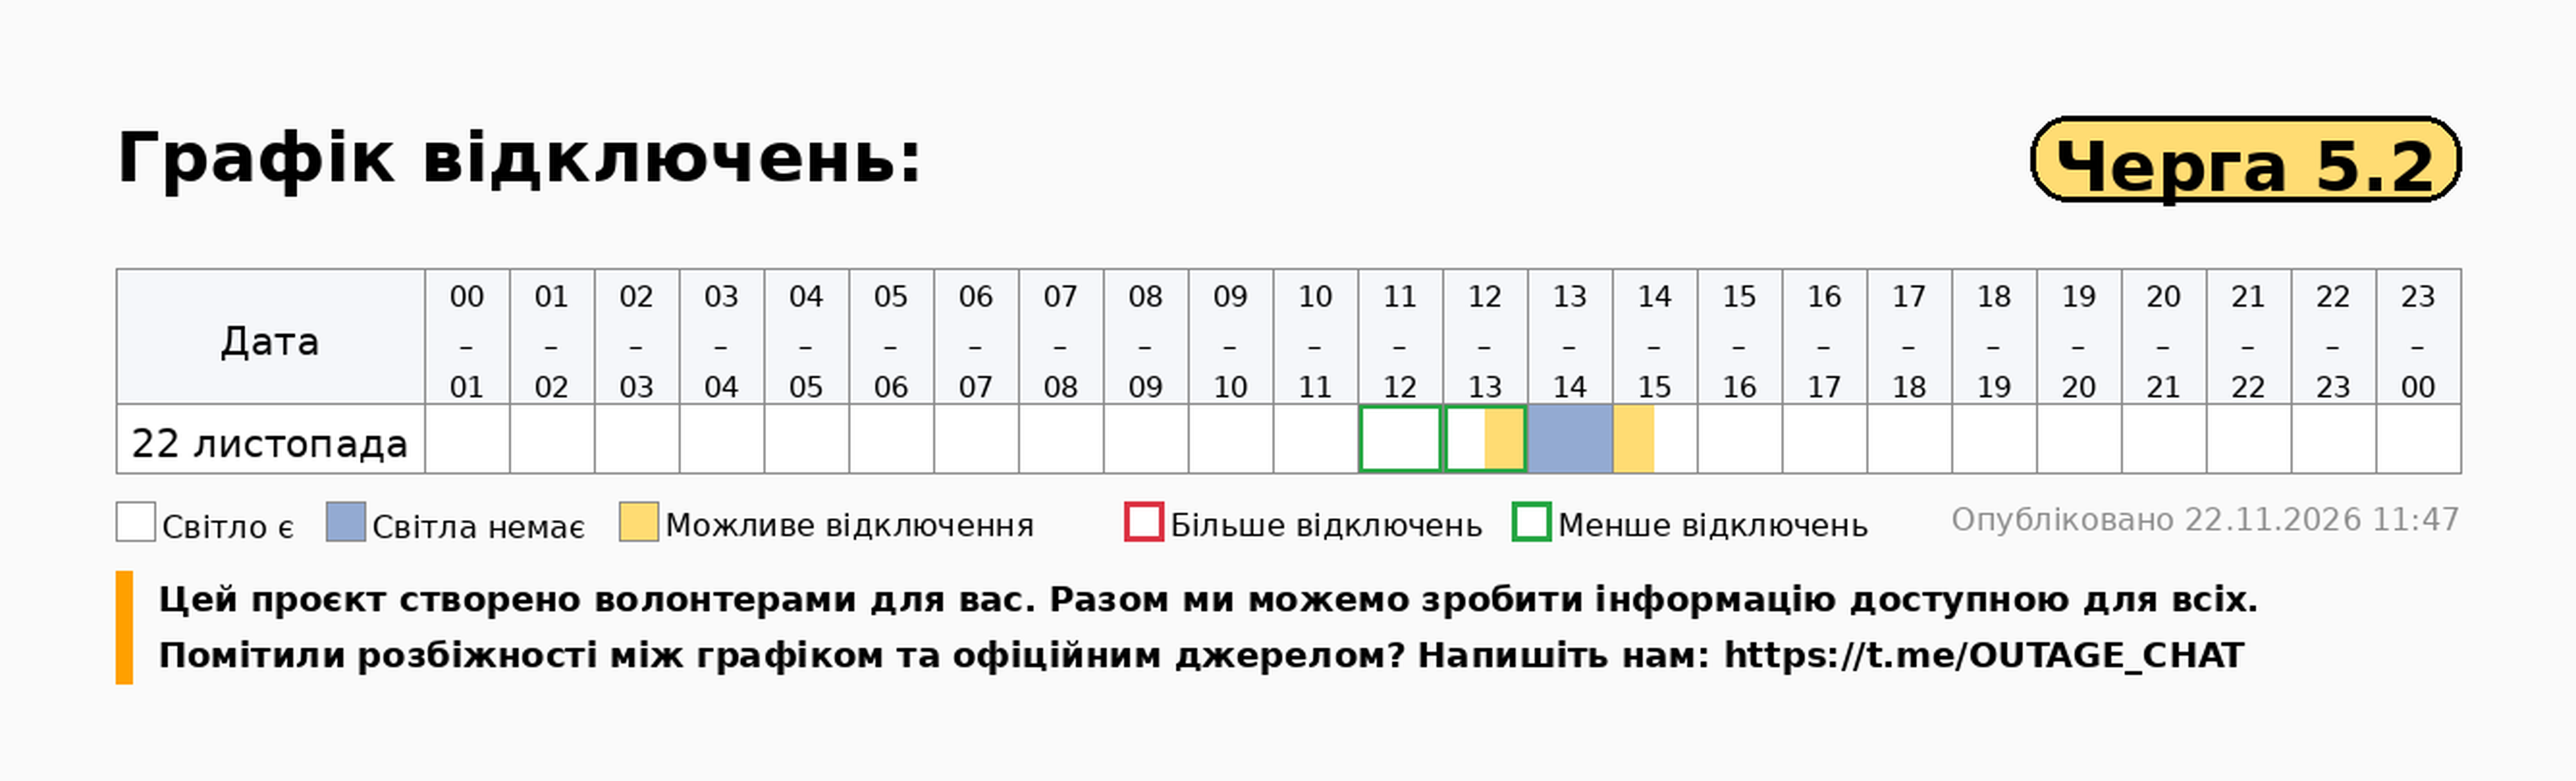 Графік відключень:
Черга 5.2
Дата
00 – 01
01 – 02
02 – 03
03 – 04
04 – 05
05 – 06
06 – 07
07 – 08
08 – 09
09 – 10
10 – 11
11 – 12
12 – 13
13 – 14
14 – 15
15 – 16
16 – 17
17 – 18
18 – 19
19 – 20
20 – 21
21 – 22
22 – 23
23 – 00
22 листопада
Світло є
Світла немає
Можливе відключення
Більше відключень
Менше відключень
Опубліковано 22.11.2026 11:47
Цей проєкт створено волонтерами для вас. Разом ми можемо зробити інформацію доступною для всіх.
Помітили розбіжності між графіком та офіційним джерелом? Напишіть нам: https://t.me/OUTAGE_CHAT